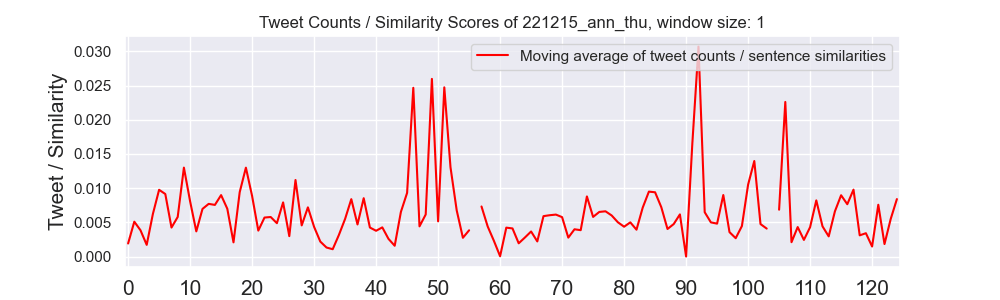 Tweet Counts / Similarity Scores of 221215_ann_thu, window size: 1
Moving average of tweet counts / sentence similarities
Tweet / Similarity
0.030
0.025
0.020
0.015
0.010
0.005
0.000
0 10 20 30 40 50 60 70 80 90 100 110 120